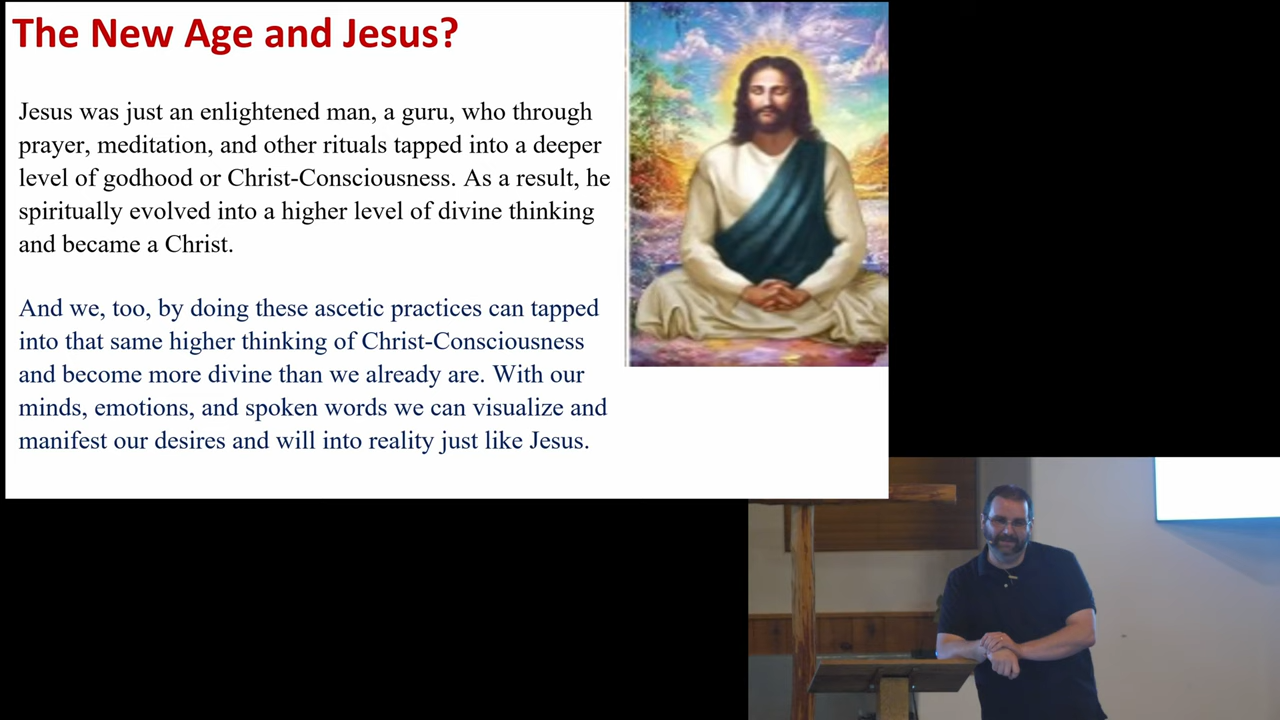 The New Age and Jesus?
Jesus was just an enlightened man, a guru, who through
prayer, meditation, and other rituals tapped into a deeper
level of godhood or Christ-Consciousness. As a result, he
spiritually evolved into a higher level of divine thinking
and became a Christ.
And we, too, by doing these ascetic practices can tapped
into that same higher thinking of Christ-Consciousness
and become more divine than we already are. With our
minds, emotions, and spoken words we can visualize and
manifest our desires and will into reality just like Jesus.